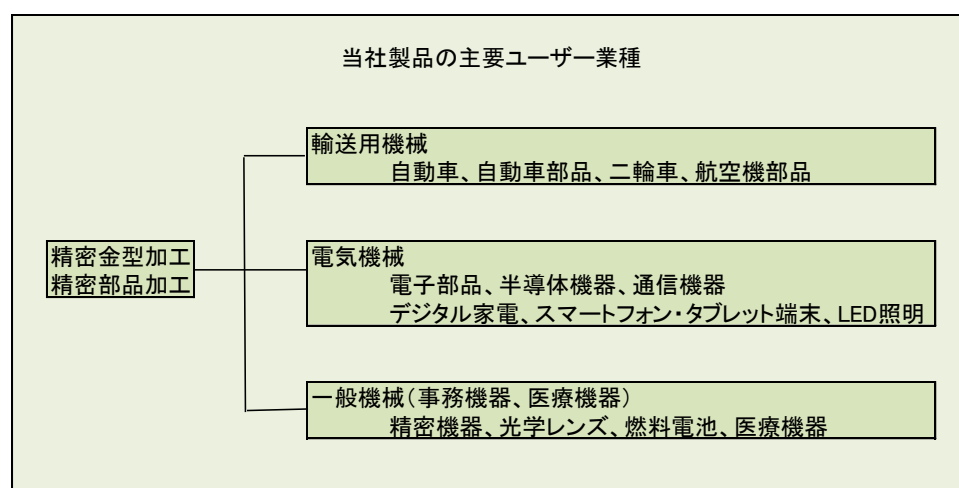 当社製品の主要ユーザー業種
輸送用機械
自動車、自動車部品、二輪車、航空機部品
精密金型加工
精密部品加工
電気機械
電子部品、半導体機器、通信機器
デジタル家電、スマートフォン・タブレット端末、LED照明
一般機械(事務機器、医療機器)
精密機器、光学レンズ、燃料電池、医療機器